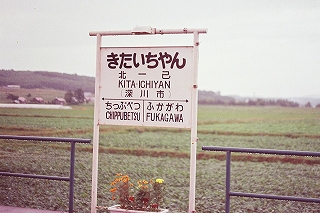 きたいちやん
北一己
KITA-ICHIYAN
(深川市)
ちっぷべつ ふかがわ
CHIPPUBETSU FUKAGAWA